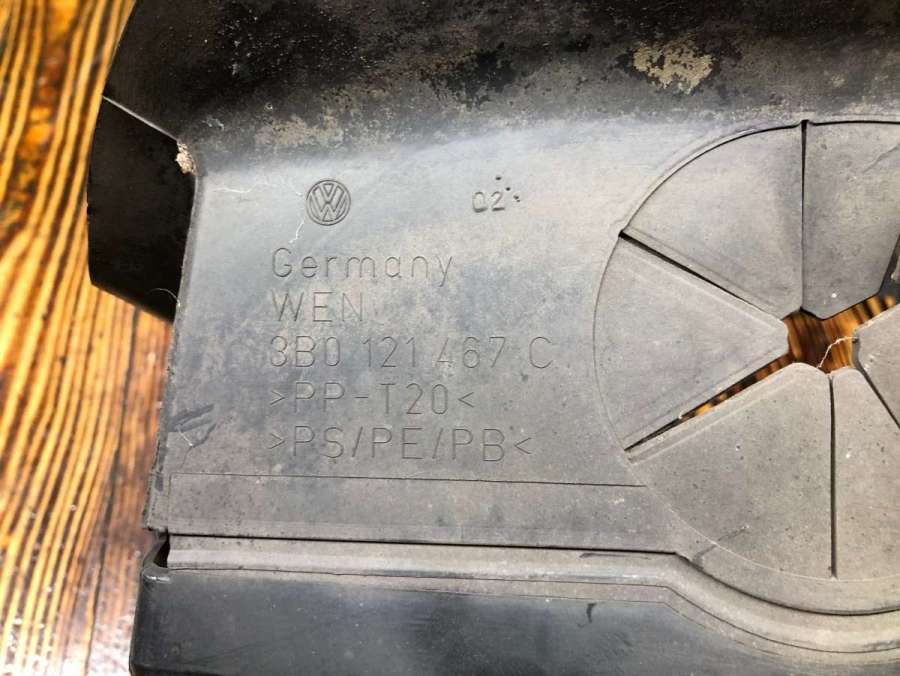 02
Germany
WEN
3B0 121 467 C
>PP-T20<
>PS/PE/PB<